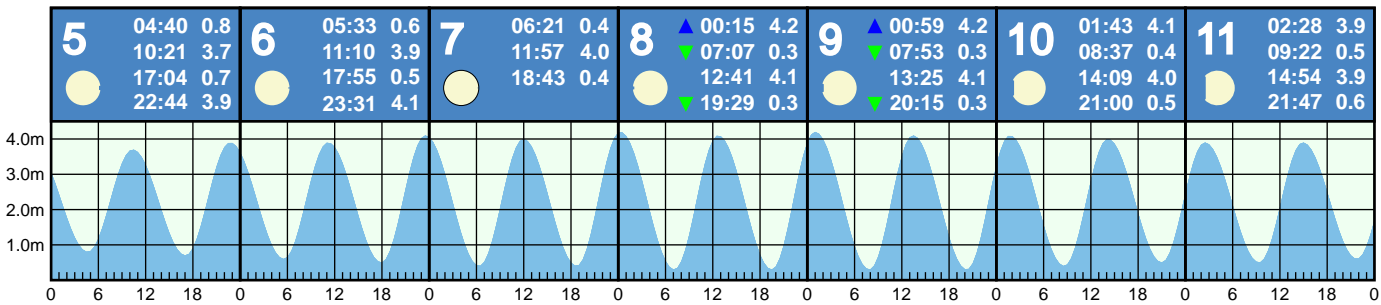 5
04:40 0.8
10:21 3.7
17:04 0.7
22:44 3.9
6
05:33 0.6
11:10 3.9
17:55 0.5
23:31 4.1
7
06:21 0.4
11:57 4.0
18:43 0.4
8
▲ 00:15 4.2
▼ 07:07 0.3
12:41 4.1
▼ 19:29 0.3
9
▲ 00:59 4.2
▼ 07:53 0.3
13:25 4.1
▼ 20:15 0.3
10
01:43 4.1
08:37 0.4
14:09 4.0
21:00 0.5
11
02:28 3.9
09:22 0.5
14:54 3.9
21:47 0.6
4.0m
3.0m
2.0m
1.0m
0 6 12 18 0 6 12 18 0 6 12 18 0 6 12 18 0 6 12 18 0 6 12 18 0 6 12 18 0